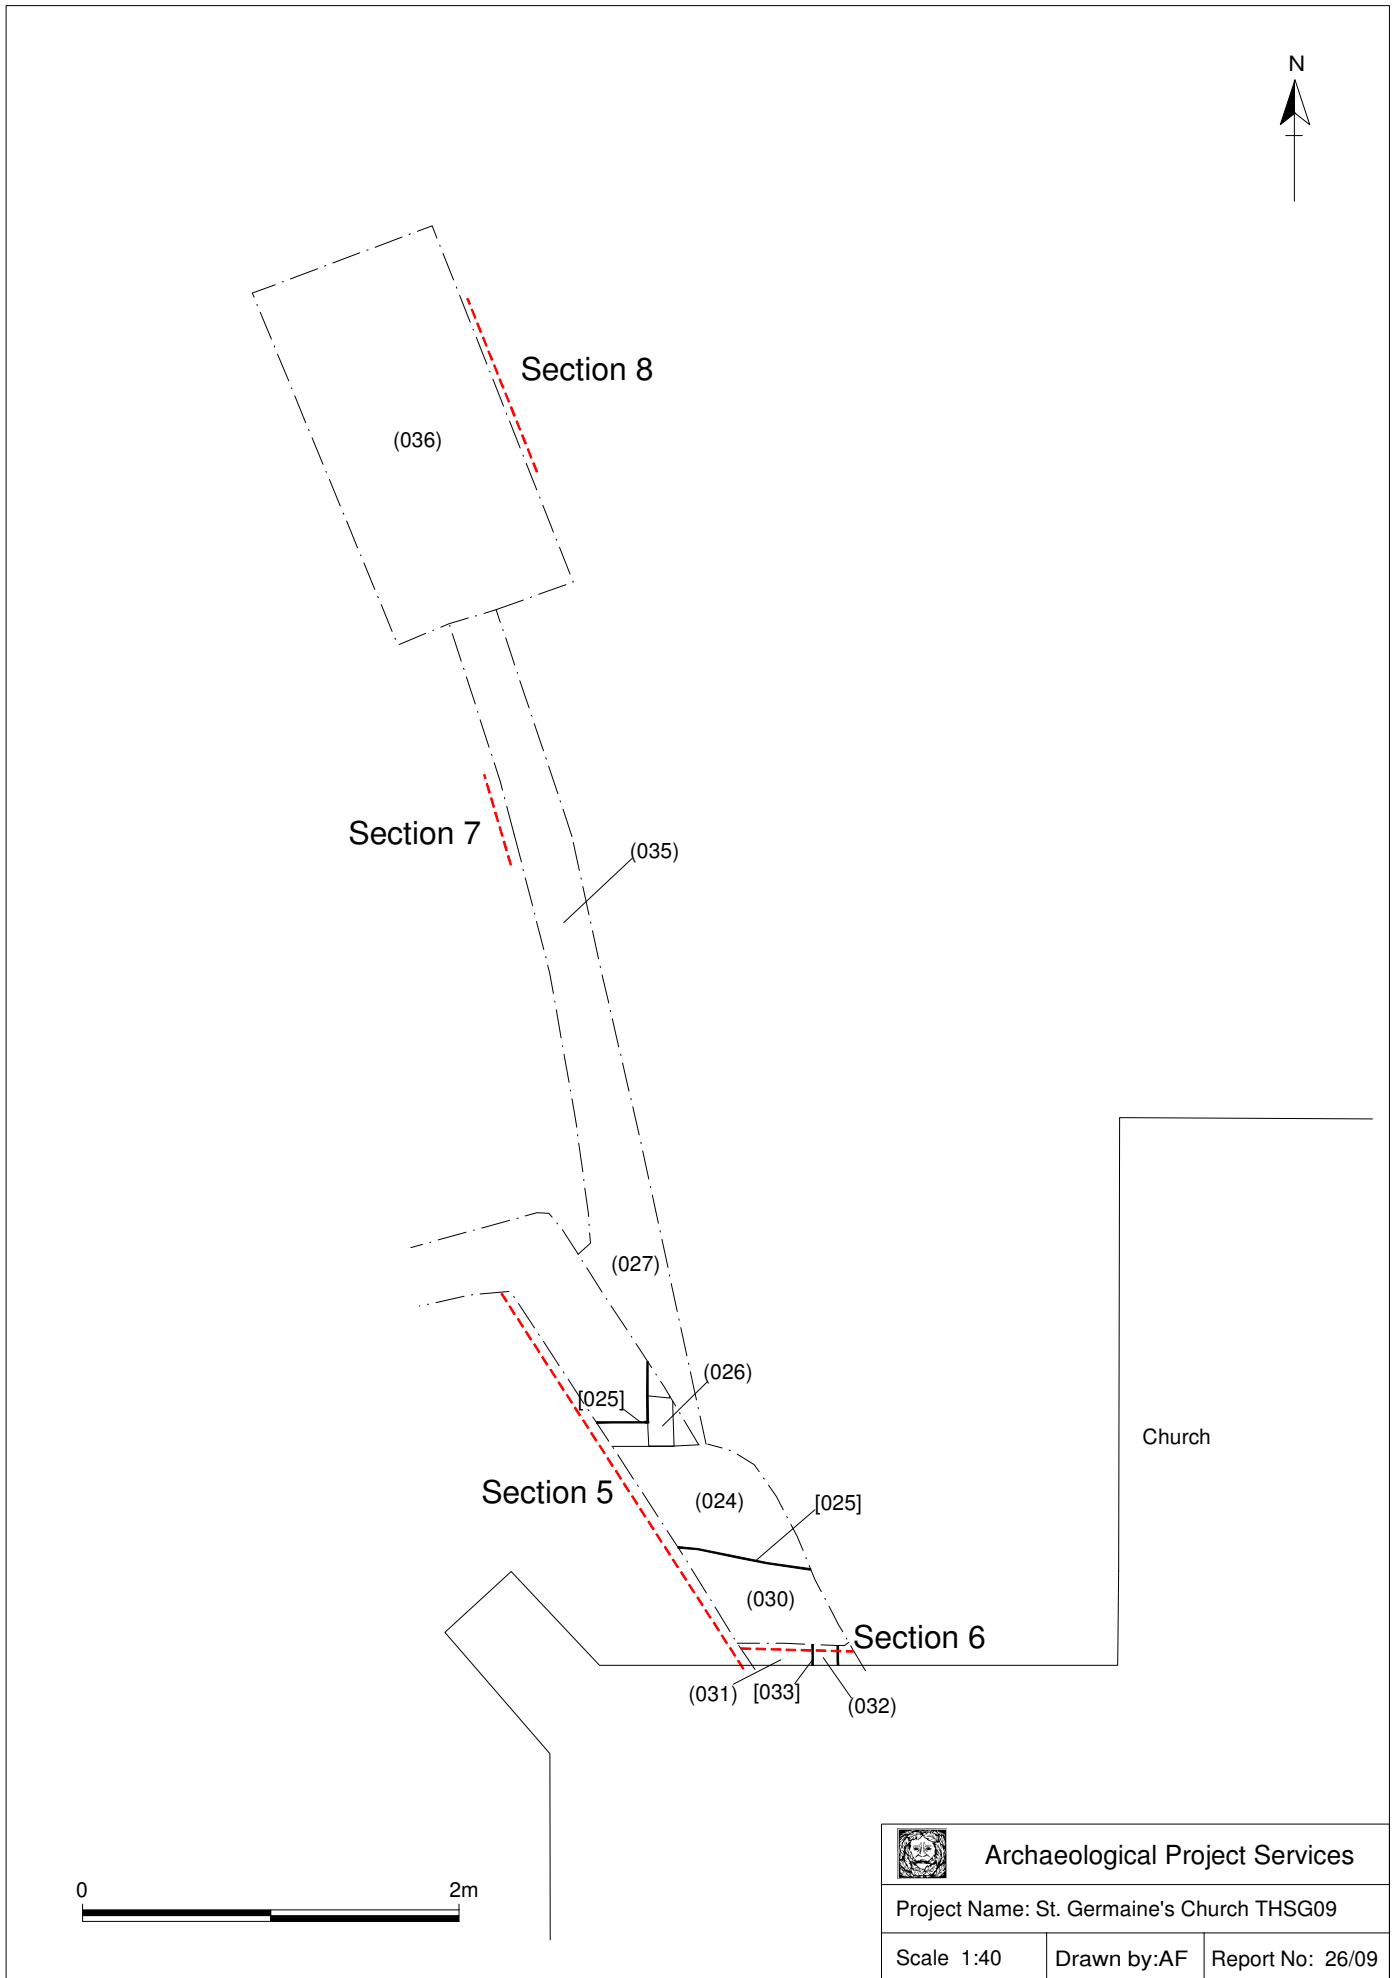 N
Section 8
(036)
Section 7
(035)
(027)
(026)
[025]
Church
Section 5
(024)
[025]
(030)
Section 6
(031)
[033]
(032)
0
2m
Archaeological Project Services
Project Name: St. Germaine's Church THSG09
Scale 1:40
Drawn by:AF
Report No: 26/09